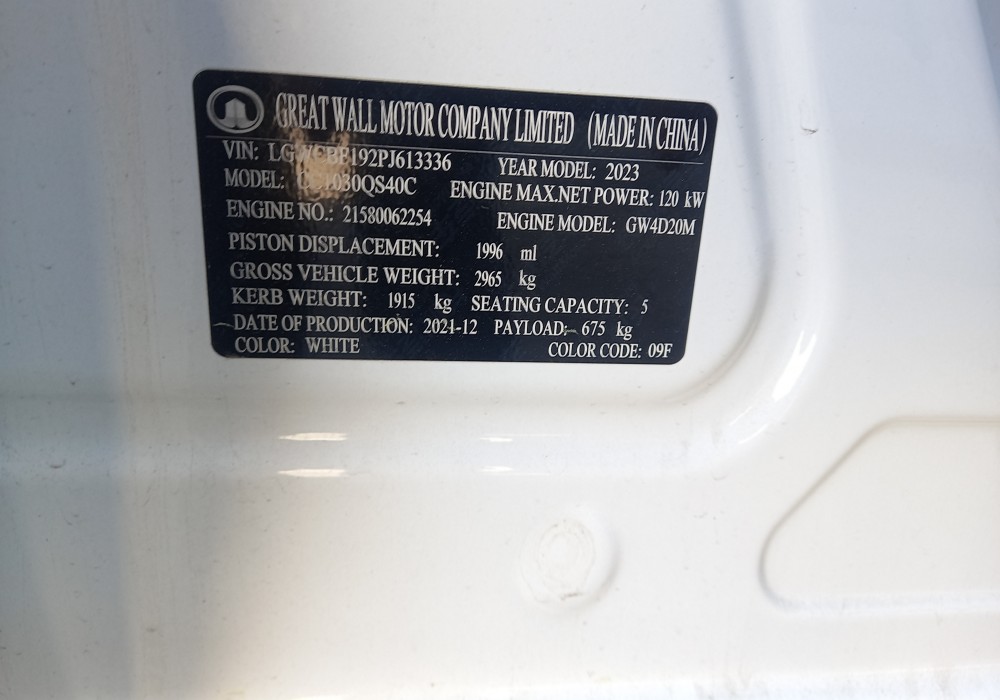 GREAT WALL MOTOR COMPANY LIMITED (MADE IN CHINA)
VIN: YEAR MODEL: 2023
MODEL: ENGINE MAX.NET POWER: 120 kW
ENGINE NO.: 21580062254 ENGINE MODEL: GW4D20M
PISTON DISPLACEMENT: 1996 ml
GROSS VEHICLE WEIGHT: 2965 kg
KERB WEIGHT: 1915 kg SEATING CAPACITY: 5
DATE OF PRODUCTION: 2021-12 PAYLOAD: 675 kg
COLOR: WHITE COLOR CODE: 09F